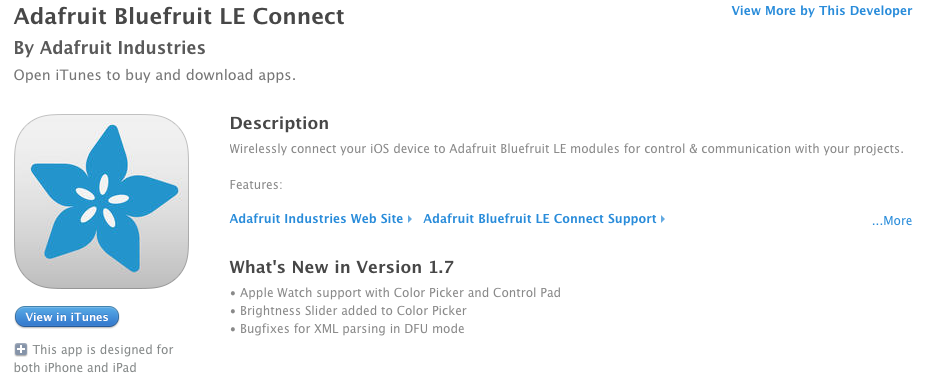 Adafruit Bluefruit LE Connect
View More by This Developer
By Adafruit Industries
Open iTunes to buy and download apps.
Description
Wirelessly connect your iOS device to Adafruit Bluefruit LE modules for control & communication with your projects.
Features:
Adafruit Industries Web Site
Adafruit Bluefruit LE Connect Support
...More
What's New in Version 1.7
• Apple Watch support with Color Picker and Control Pad
• Brightness Slider added to Color Picker
• Bugfixes for XML parsing in DFU mode
View in iTunes
This app is designed for
both iPhone and iPad